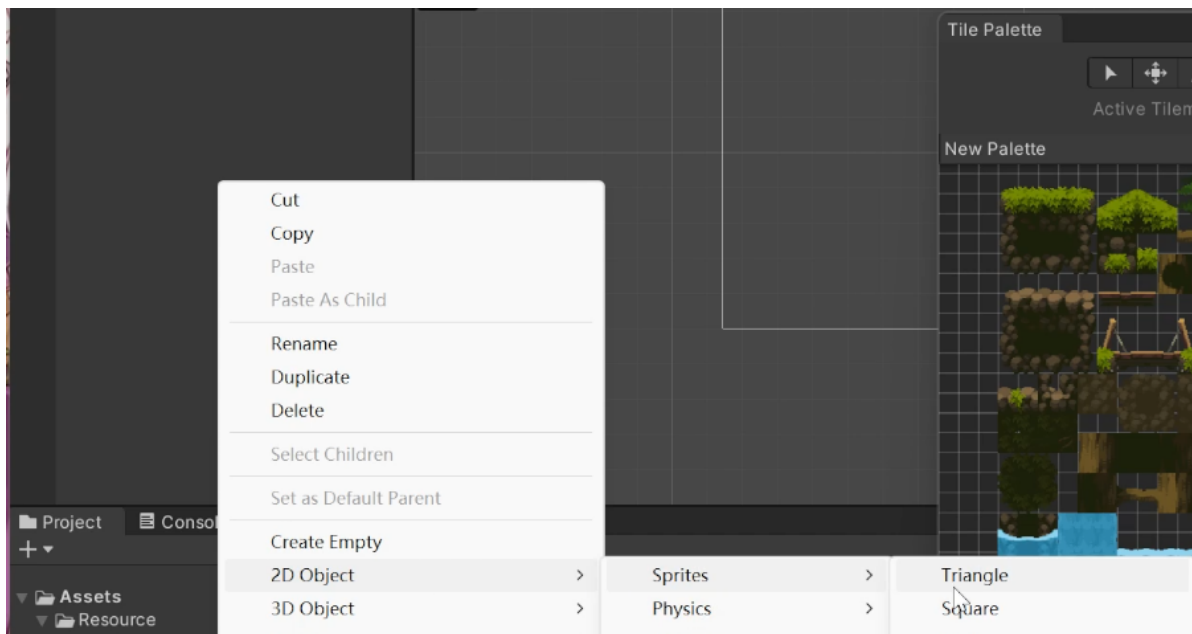 Tile Palette
Active Tilem
New Palette
Cut
Copy
Paste
Paste As Child
Rename
Duplicate
Delete
Select Children
Set as Default Parent
Project
Consol
Create Empty
2D Object
Sprites
Triangle
Assets
3D Object
Physics
Square
Resource